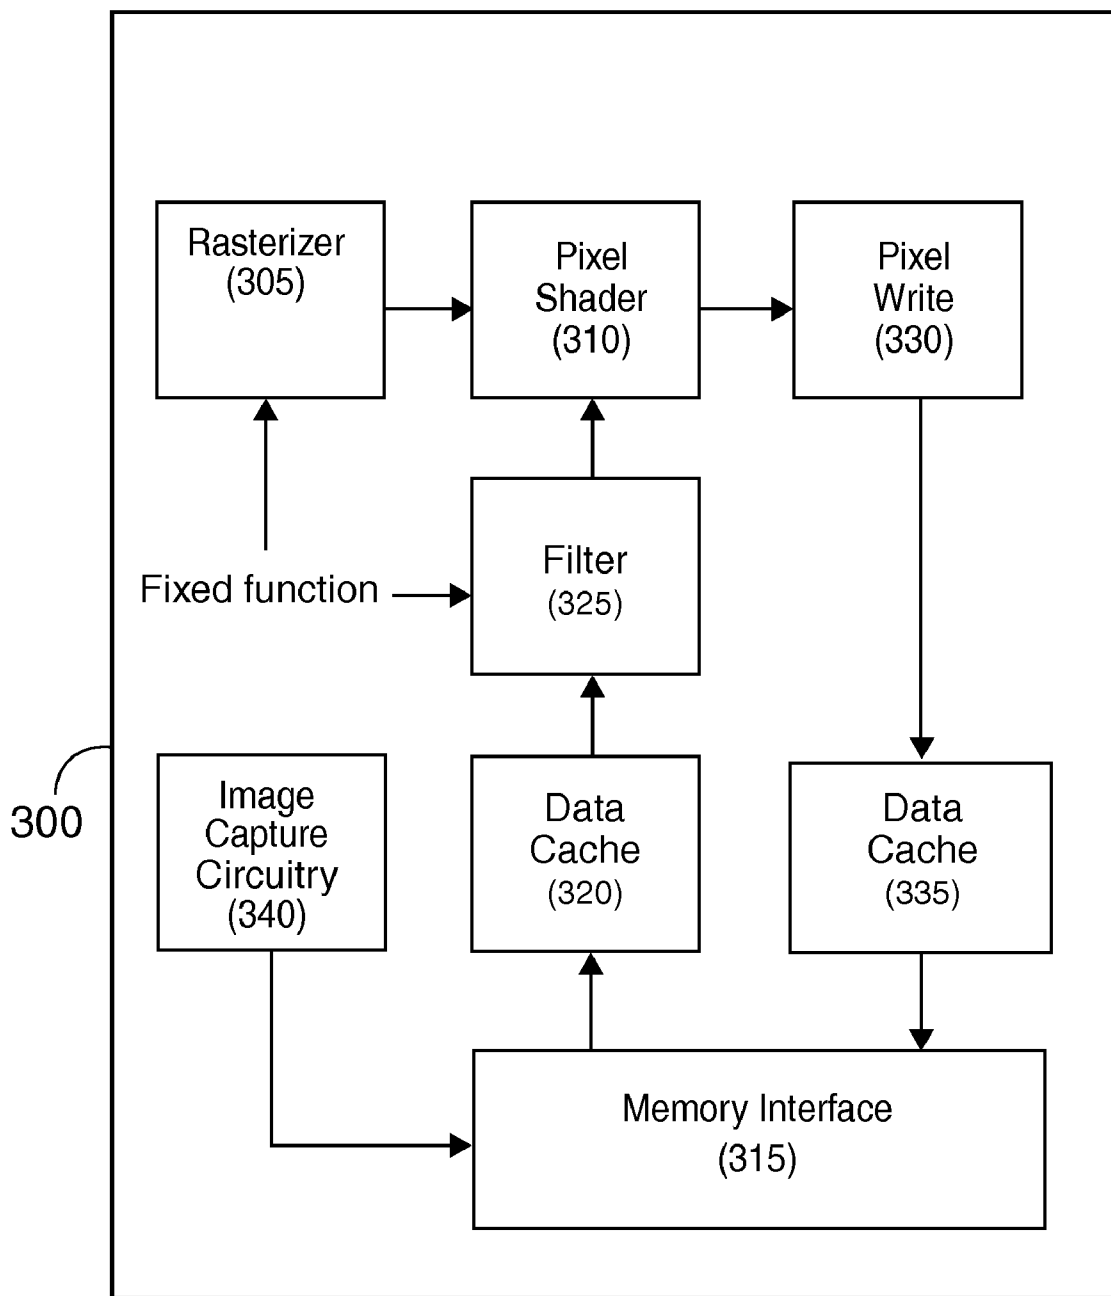 Rasterizer
(305)
Pixel
Shader
(310)
Pixel
Write
(330)
Fixed function
Filter
(325)
300
Image
Capture
Circuitry
(340)
Data
Cache
(320)
Data
Cache
(335)
Memory Interface
(315)